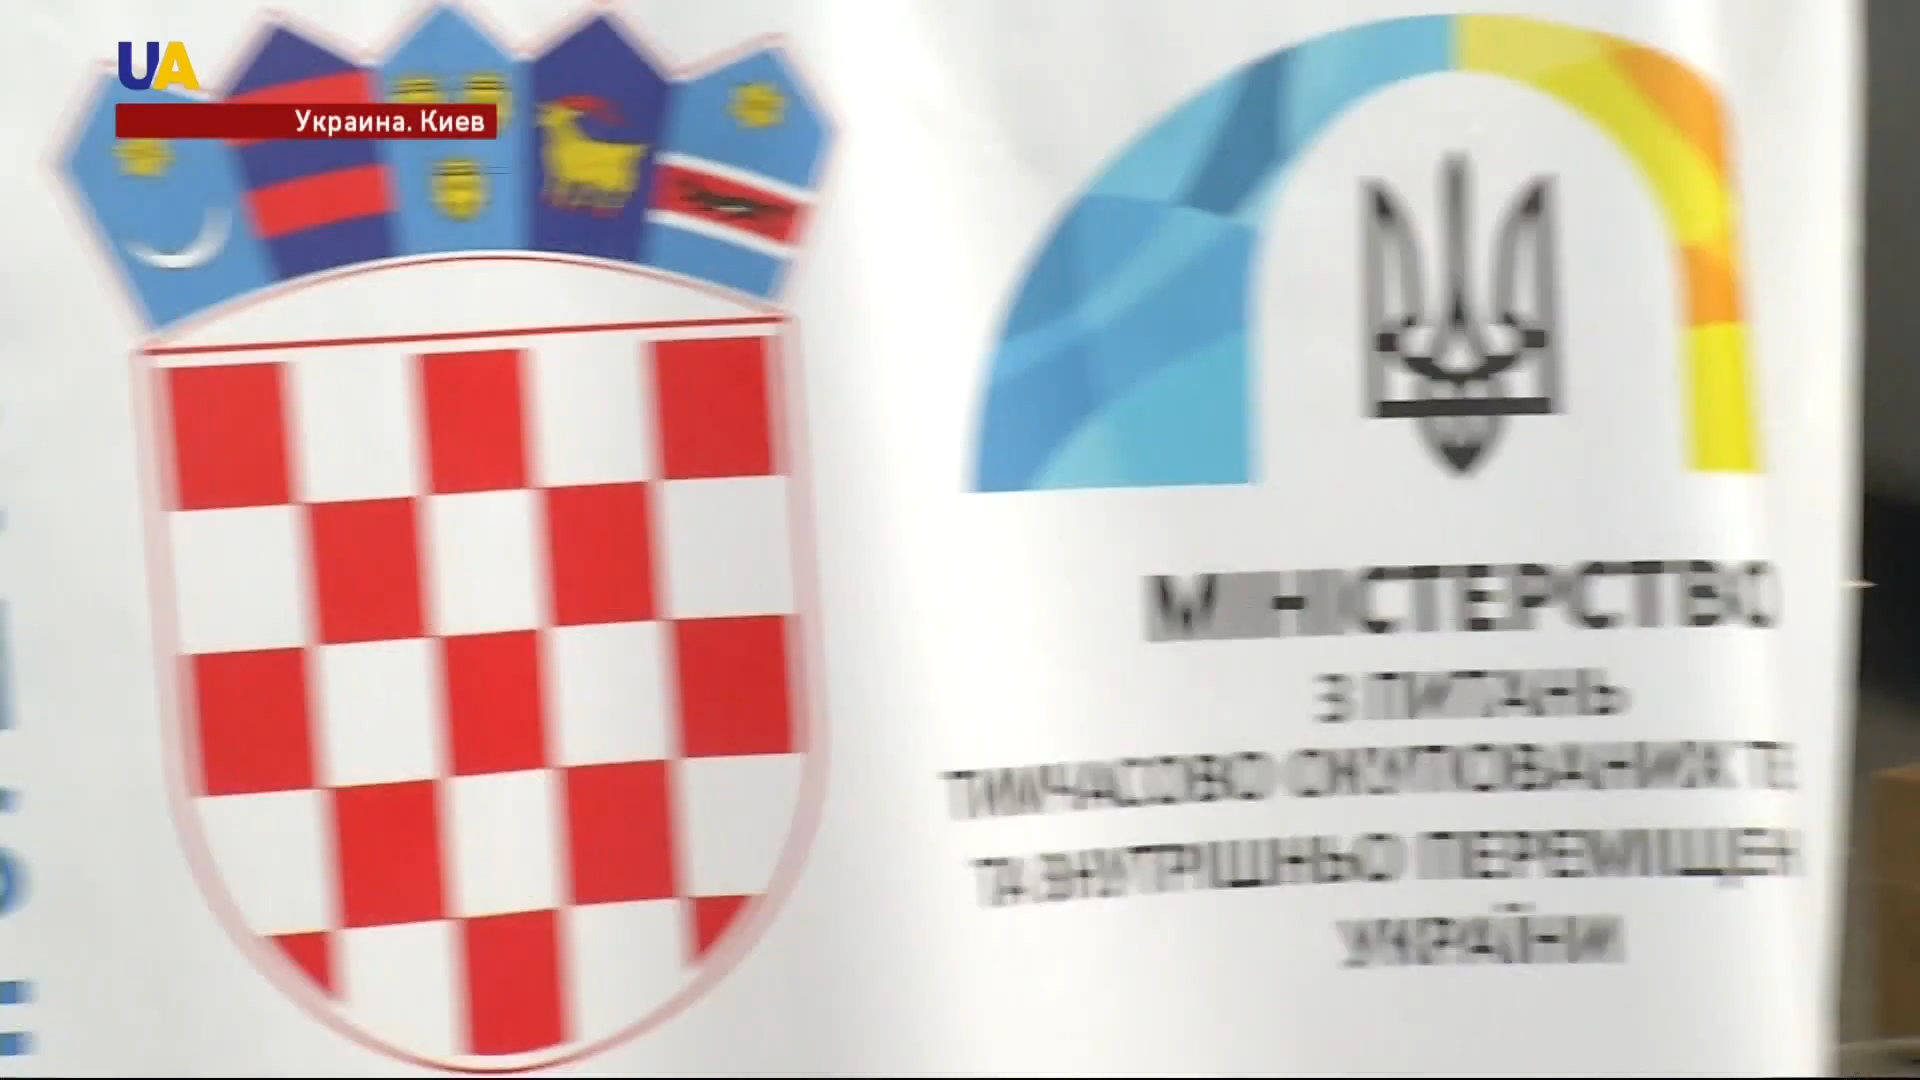 UA
Украина. Киев
МІНІСТЕРСТВО
З ПИТАНЬ
ТИМЧАСОВО ОКУПОВАНИХ ТЕ
ТА ВНУТРІШНЬО ПЕРЕМІЩЕН
УКРАЇНИ